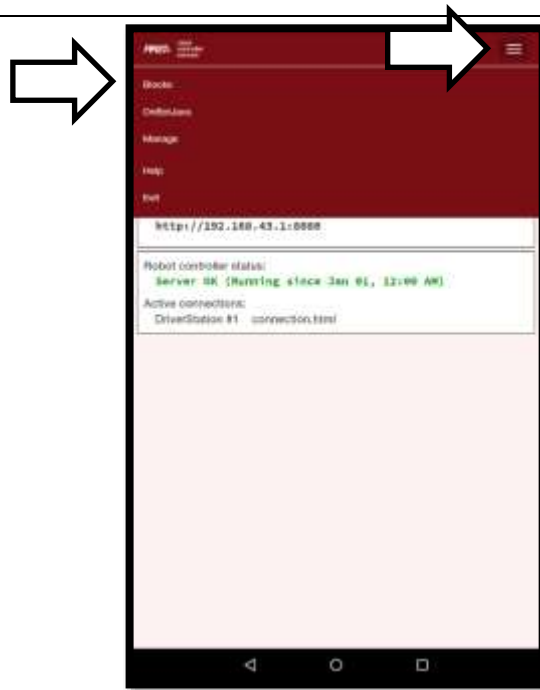 FIRST
Blocks
OnBotJava
Manage
Help
Exit
http://192.168.43.1:8080
Robot controller status:
Server OK (Running since Jan 01, 12:00 AM)
Active connections:
DriverStation #1 connection.html